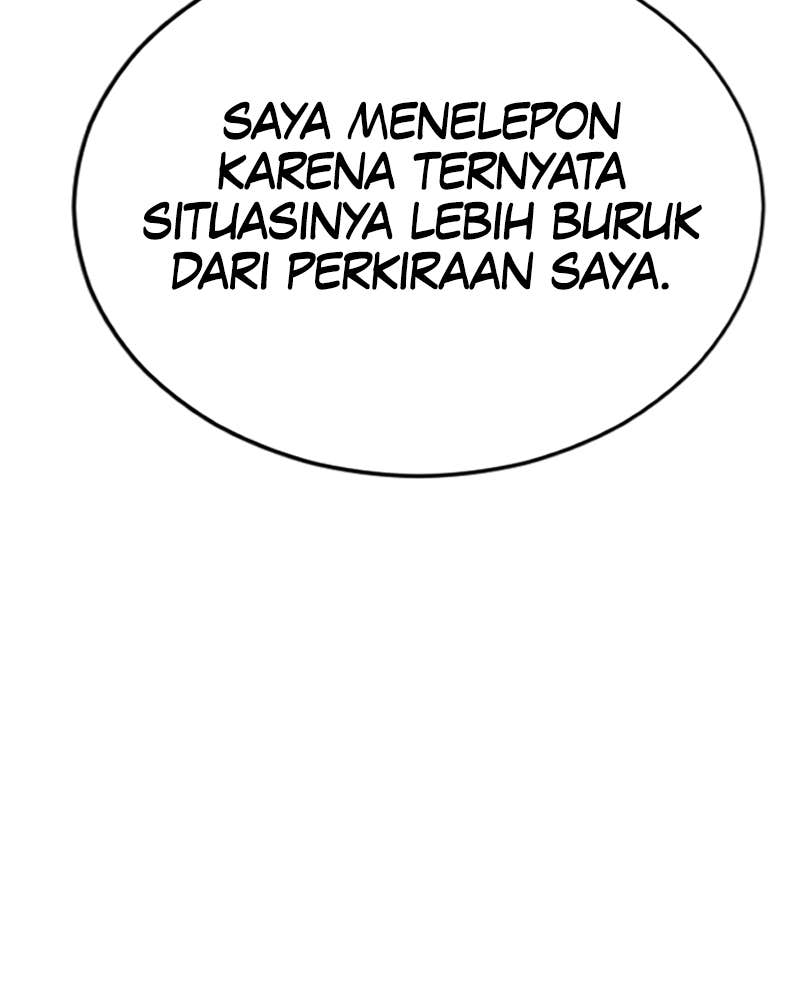 SAYA MENELEPON
KARENA TERNYATA
SITUASINYA LEBIH BURUK
DARI PERKIRAAN SAYA.